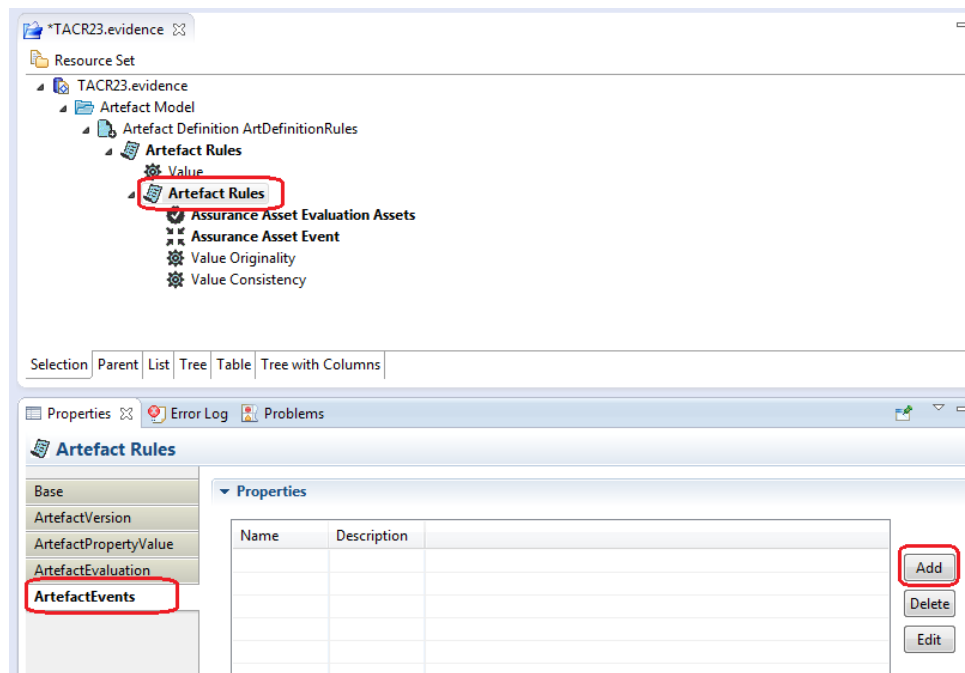 *TACR23.evidence
Resource Set
TACR23.evidence
Artefact Model
Artefact Definition ArtDefinitionRules
Artefact Rules
Value
Artefact Rules
Assurance Asset Evaluation Assets
Assurance Asset Event
Value Originality
Value Consistency
Selection Parent List Tree Table Tree with Columns
Properties Error Log Problems
Artefact Rules
Base
Properties
ArtefactVersion
ArtefactPropertyValue
ArtefactEvaluation
ArtefactEvents
Name Description
Add
Delete
Edit